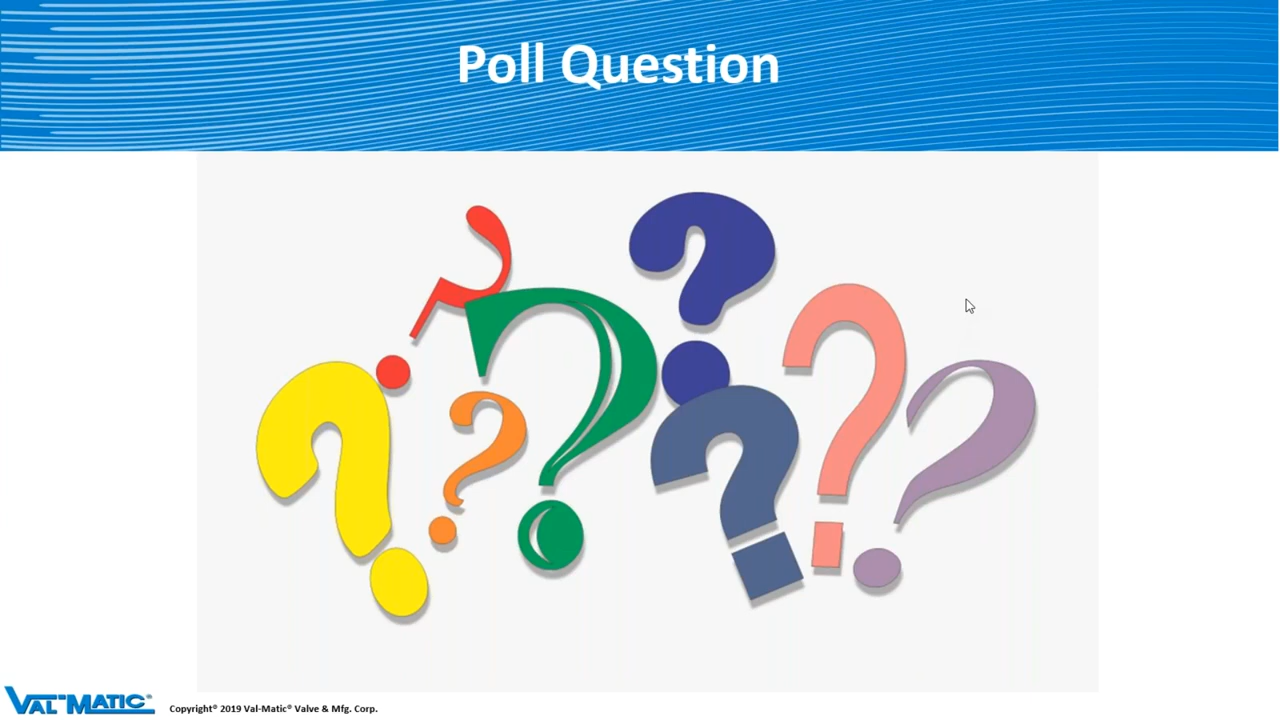 Poll Question
VAL-MATIC®
Copyright® 2019 Val-Matic® Valve & Mfg. Corp.